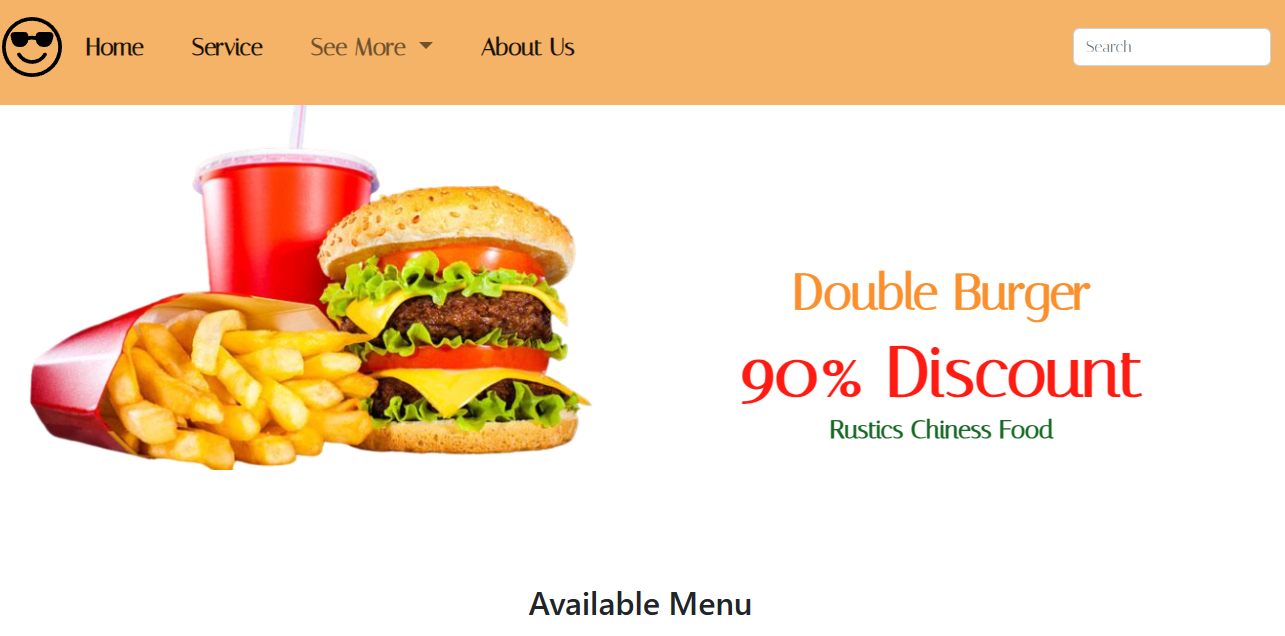 Home Service See More About Us Search
Double Burger
90% Discount
Rustics Chiness Food
Available Menu